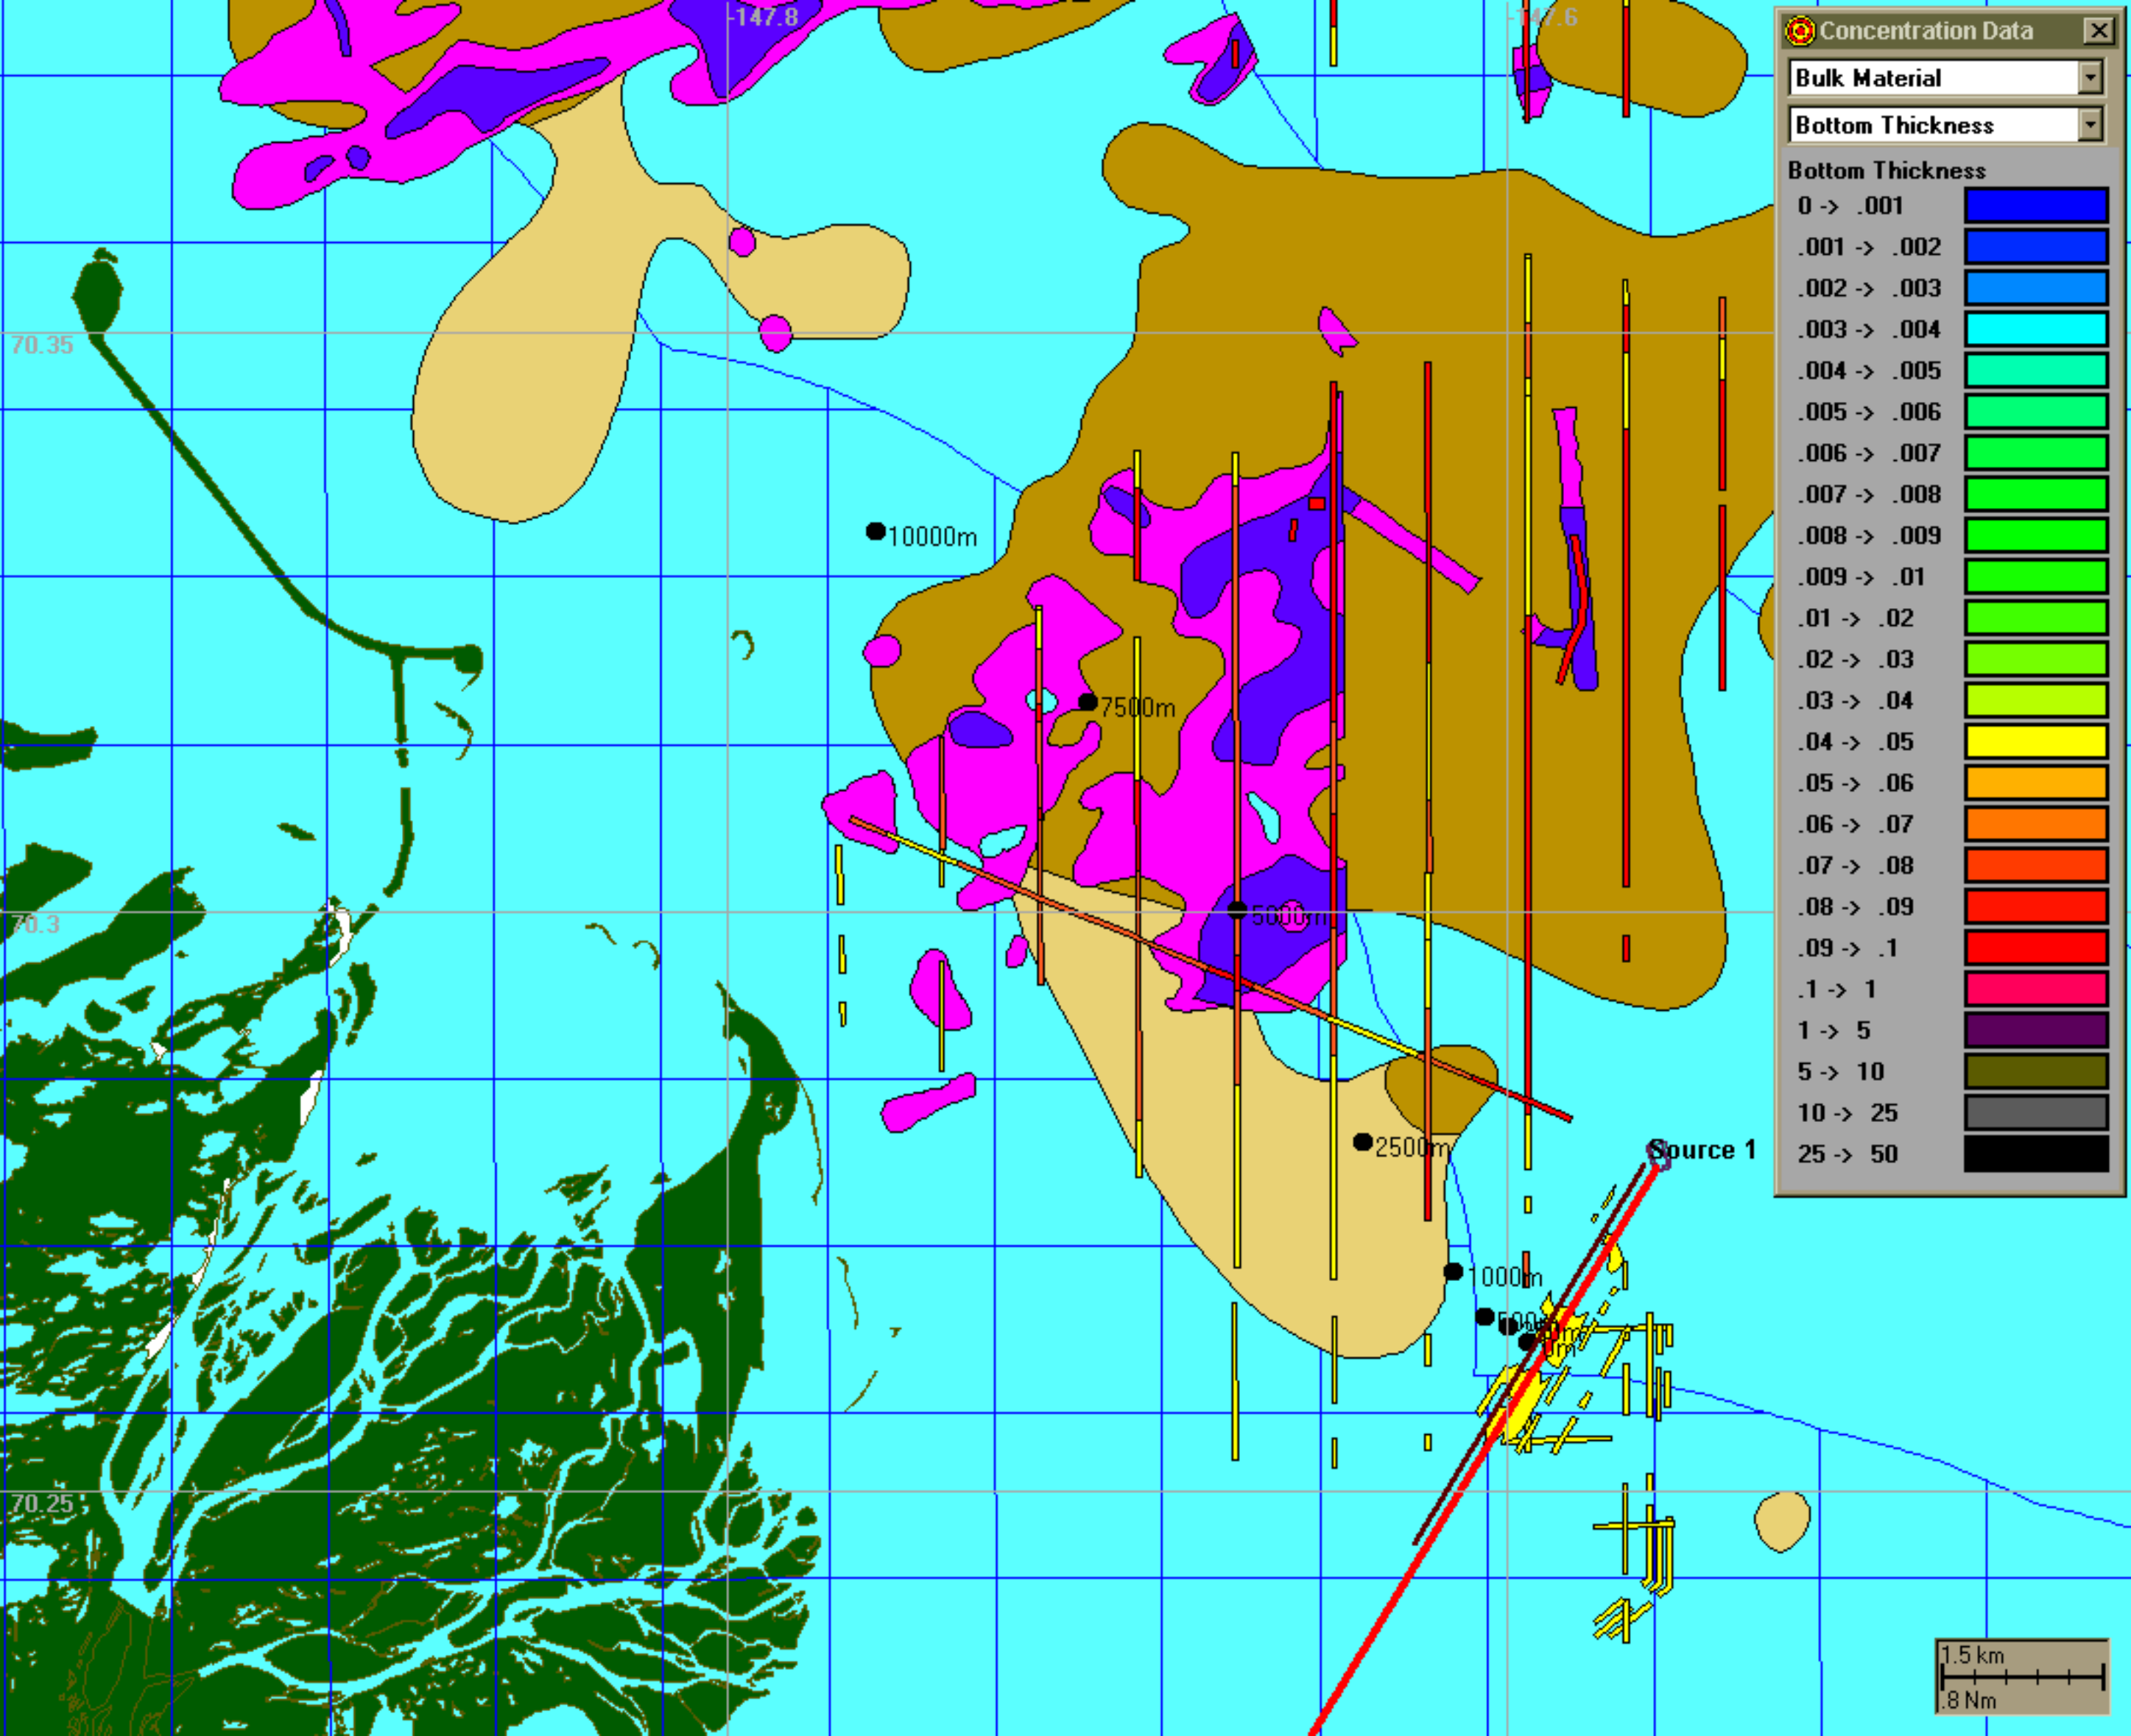 -147.8
-147.6
Concentration Data
Bulk Material
Bottom Thickness
Bottom Thickness
0 -> .001
.001 -> .002
.002 -> .003
.003 -> .004
.004 -> .005
.005 -> .006
.006 -> .007
.007 -> .008
.008 -> .009
.009 -> .01
.01 -> .02
.02 -> .03
.03 -> .04
.04 -> .05
.05 -> .06
.06 -> .07
.07 -> .08
.08 -> .09
.09 -> .1
.1 -> 1
1 -> 5
5 -> 10
10 -> 25
25 -> 50
70.35
10000m
7500m
70.3
5000m
2500m
Source 1
1000m
70.25
1.5 km
.8 Nm